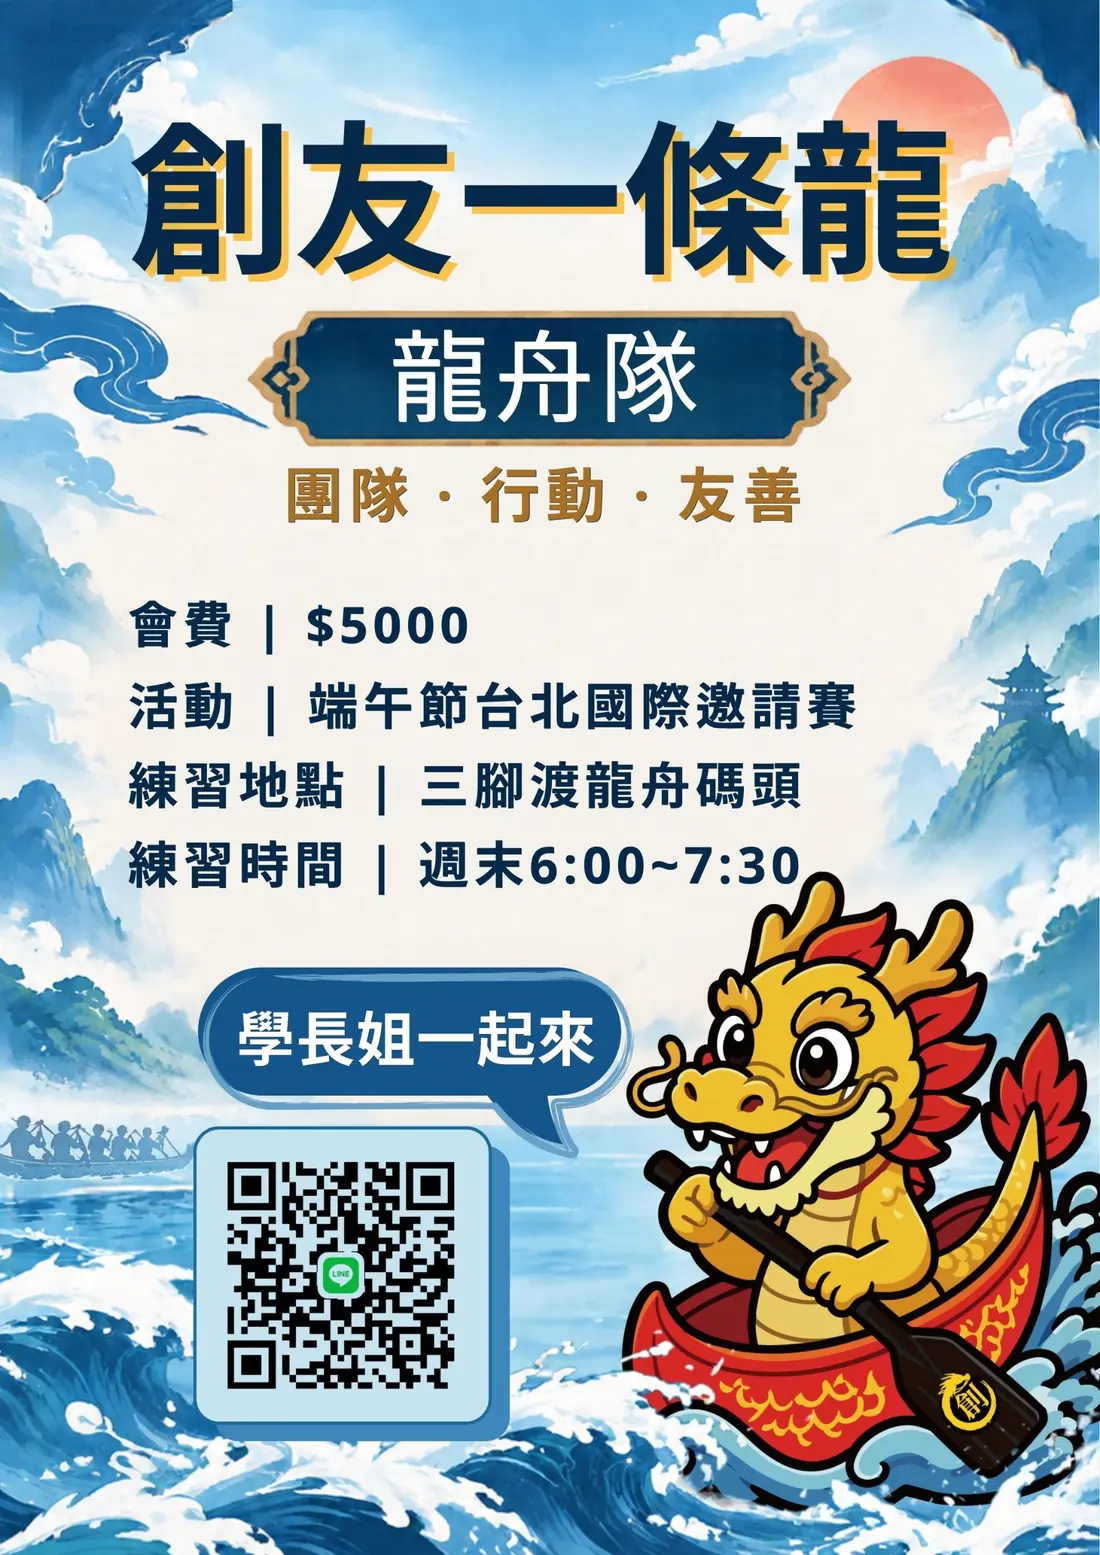 創友一條龍
龍舟隊
團隊 · 行動 · 友善
會費 | $5000
活動 | 端午節台北國際邀請賽
練習地點 | 三腳渡龍舟碼頭
練習時間 | 週末6:00~7:30
學長姐一起來
LINE
創